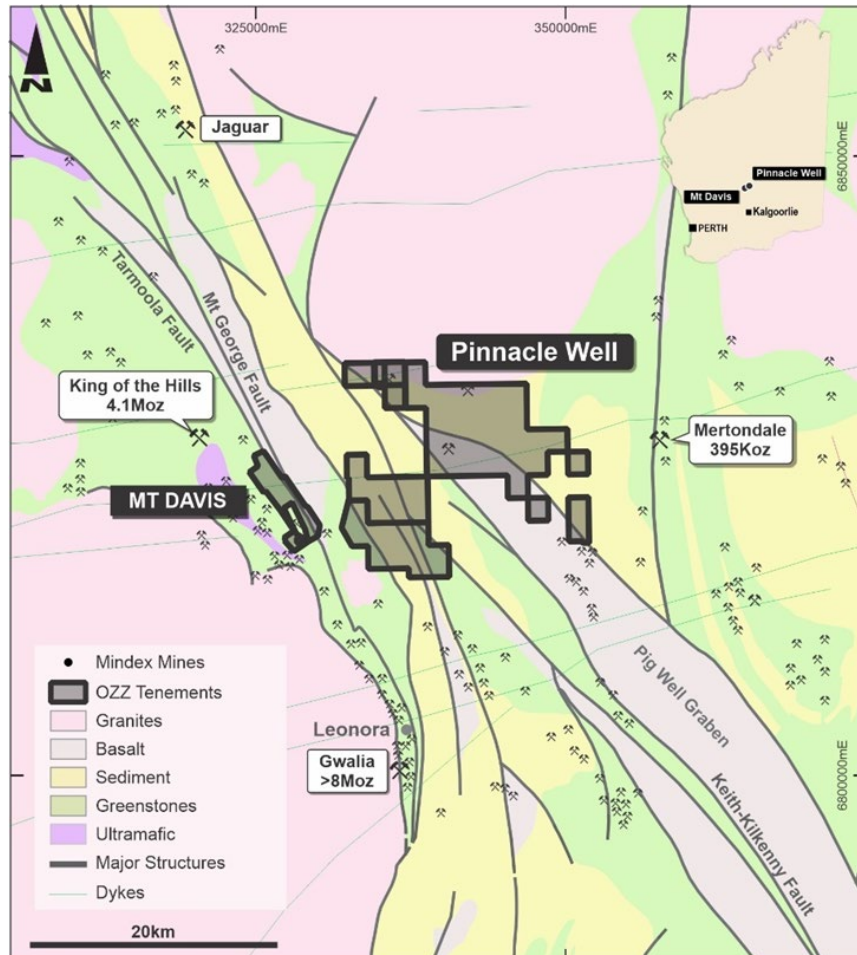 325000mE
350000mE
N
Jaguar
6850000mE
Pinnacle Well
Mt Davis
Kalgoorlie
PERTH
Tarmoola Fault
Mt George Fault
Pinnacle Well
King of the Hills
4.1Moz
Mertondale
395Koz
MT DAVIS
Mindex Mines
OZZ Tenements
Granites
Basalt
Sediment
Greenstones
Ultramafic
Major Structures
Dykes
20km
Leonora
Gwalia
>8Moz
Pig Well Graben
Keith-Kilkenny Fault
6800000mE